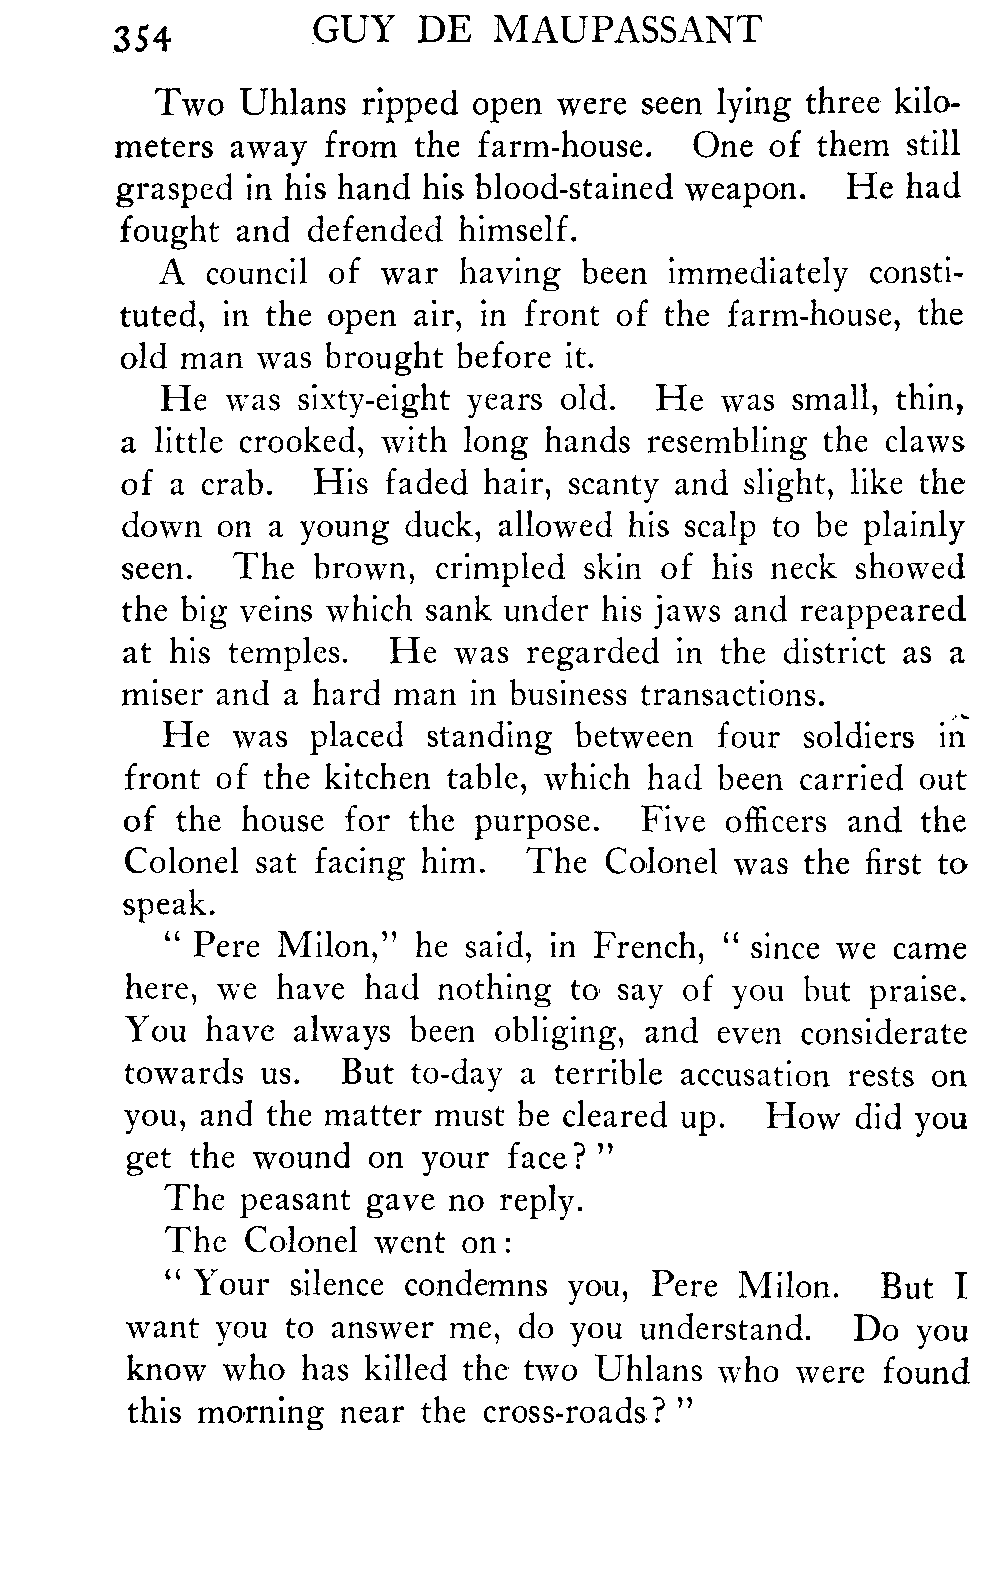 354 GUY DE MAUPASSANT
Two Uhlans ripped open were seen lying three kilo-
meters away from the farm-house. One of them still
grasped in his hand his blood-stained weapon. He had
fought and defended himself.
A council of war having been immediately consti-
tuted, in the open air, in front of the farm-house, the
old man was brought before it.
He was sixty-eight years old. He was small, thin,
a little crooked, with long hands resembling the claws
of a crab. His faded hair, scanty and slight, like the
down on a young duck, allowed his scalp to be plainly
seen. The brown, crimpled skin of his neck showed
the big veins which sank under his jaws and reappeared
at his temples. He was regarded in the district as a
miser and a hard man in business transactions.
He was placed standing between four soldiers in
front of the kitchen table, which had been carried out
of the house for the purpose. Five officers and the
Colonel sat facing him. The Colonel was the first to
speak.
" Pere Milon," he said, in French, " since we came
here, we have had nothing to say of you but praise.
You have always been obliging, and even considerate
towards us. But to-day a terrible accusation rests on
you, and the matter must be cleared up. How did you
get the wound on your face? "
The peasant gave no reply.
The Colonel went on:
" Your silence condemns you, Pere Milon. But I
want you to answer me, do you understand. Do you
know who has killed the two Uhlans who were found
this morning near the cross-roads? "